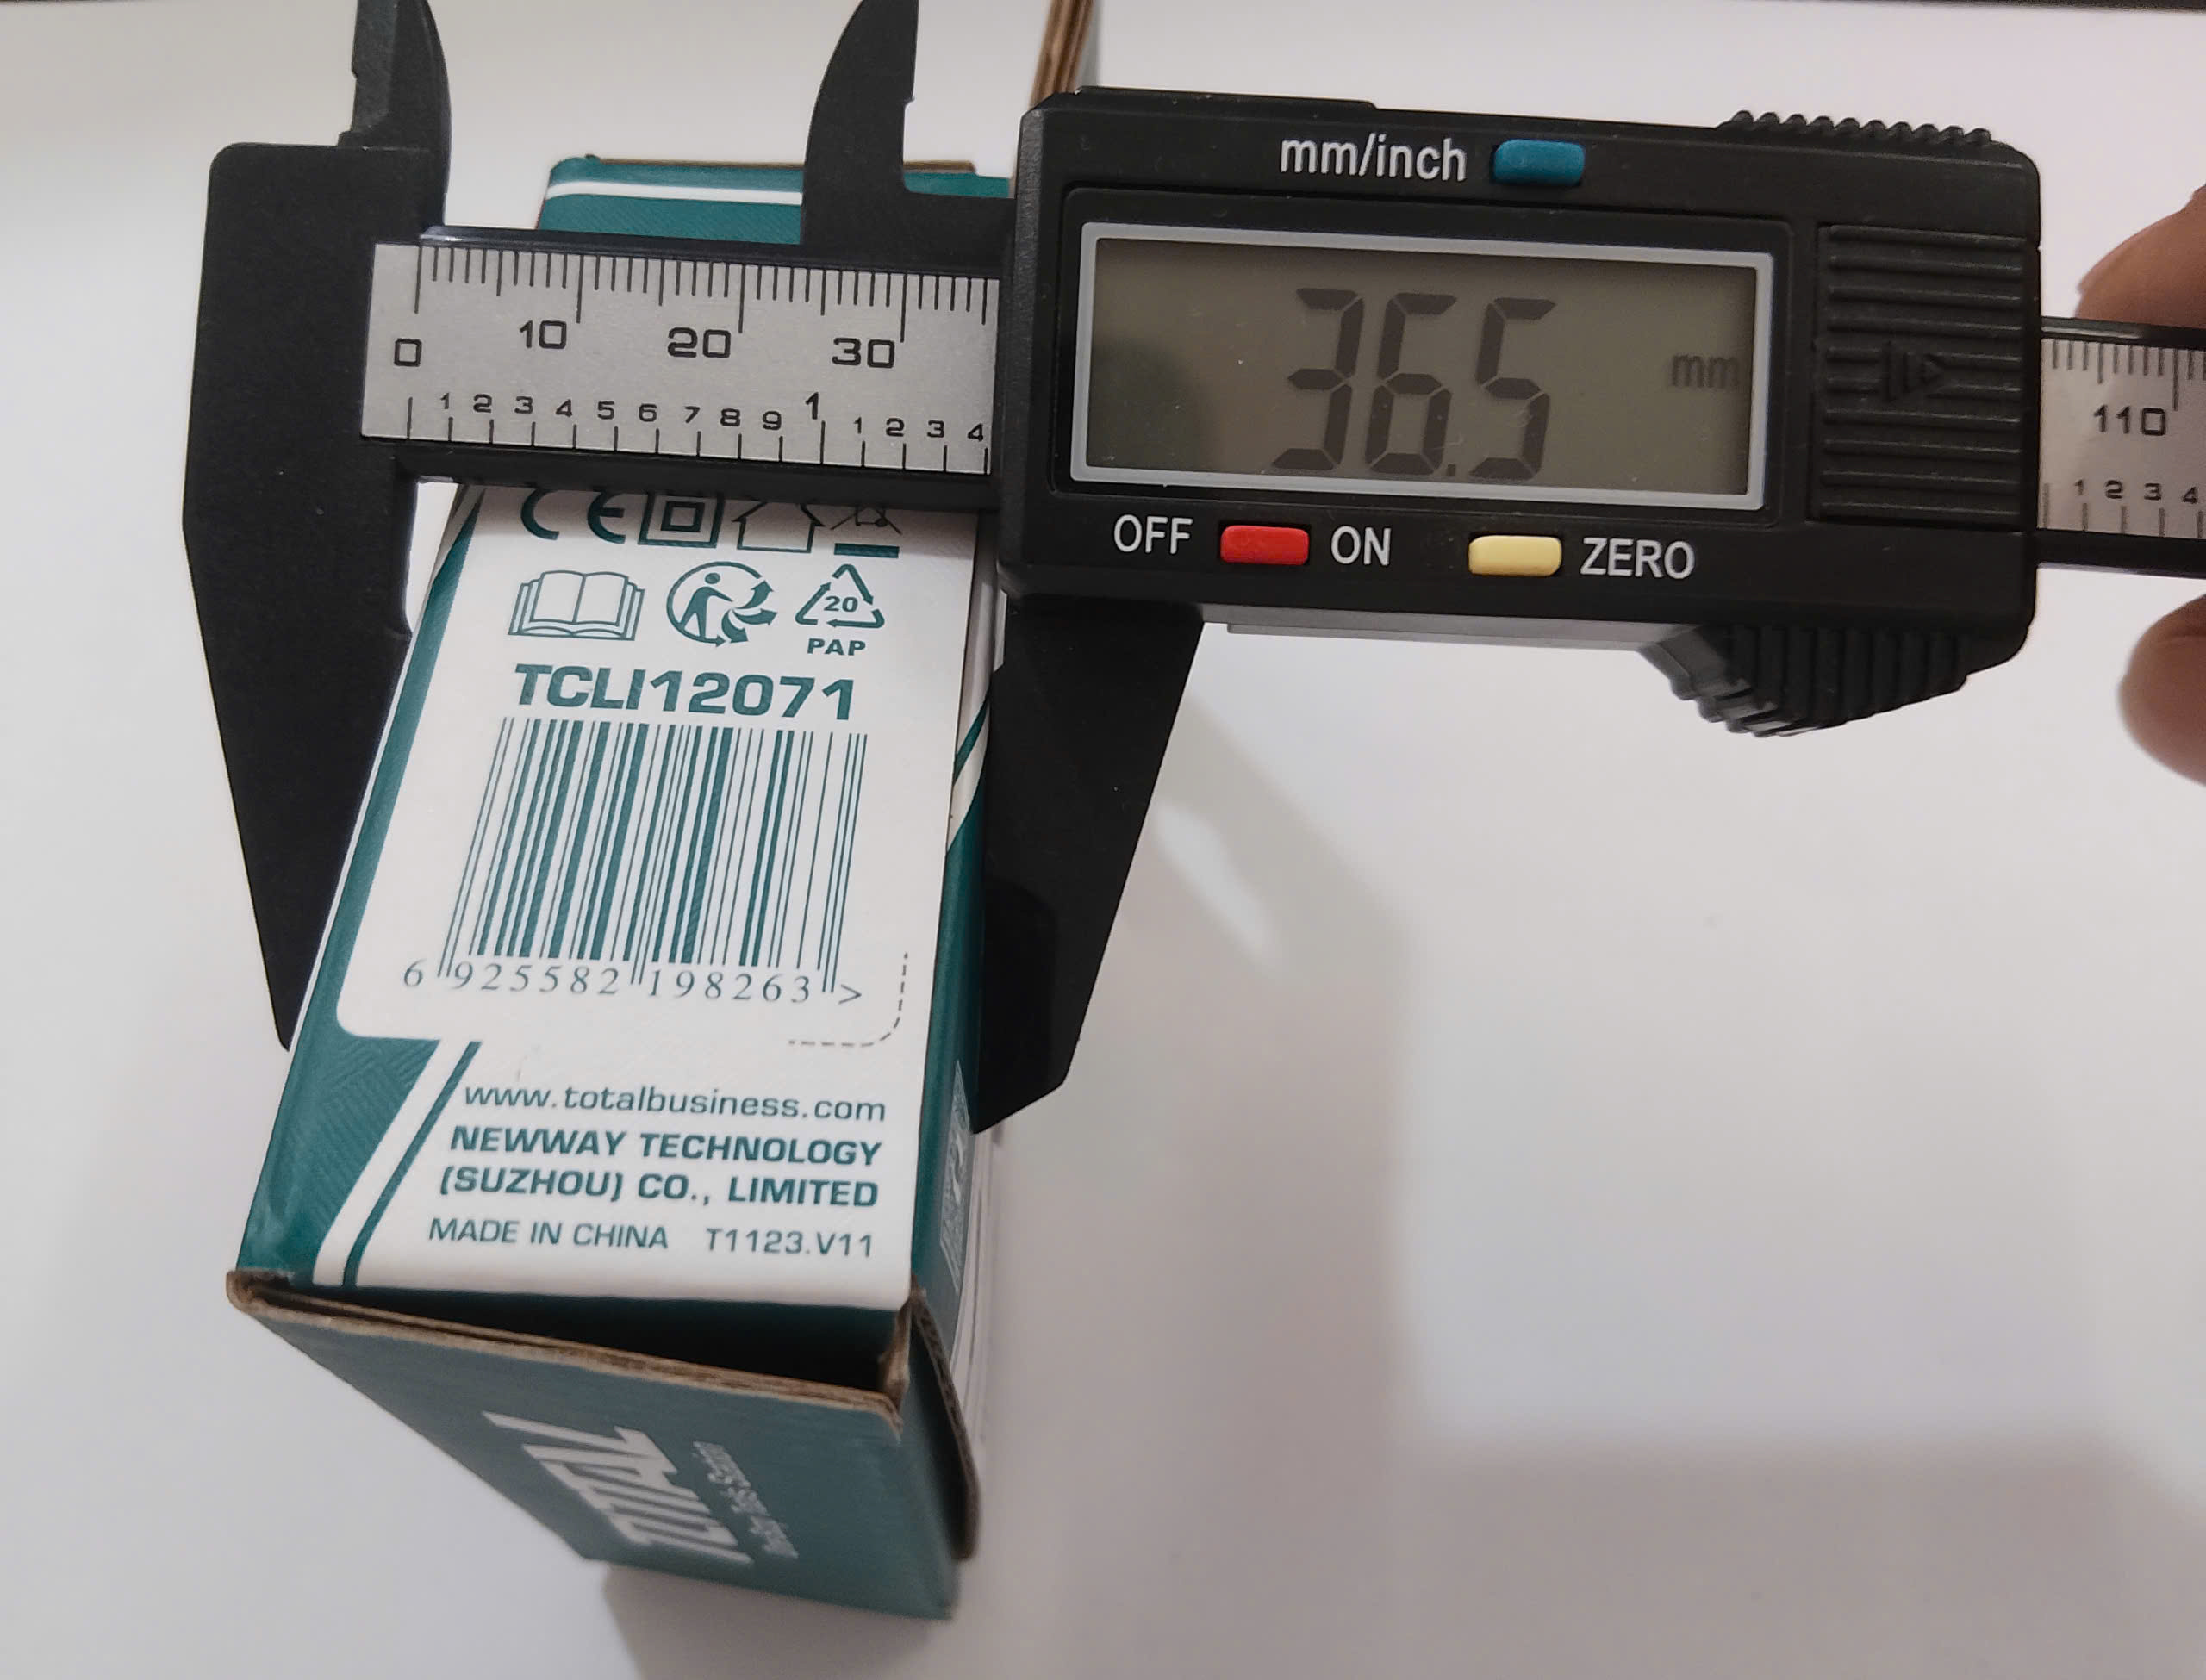 mm/inch
36.5 mm
OFF ON ZERO
0 10 20 30
1 2 3 4 5 6 7 8 9 1 1 2 3 4
110
1 2 3 4
CE
20
PAP
TCLI12071
6 925582 198263 >
www.totalbusiness.com
NEWWAY TECHNOLOGY
(SUZHOU) CO., LIMITED
MADE IN CHINA T1123.V11
TOTAL